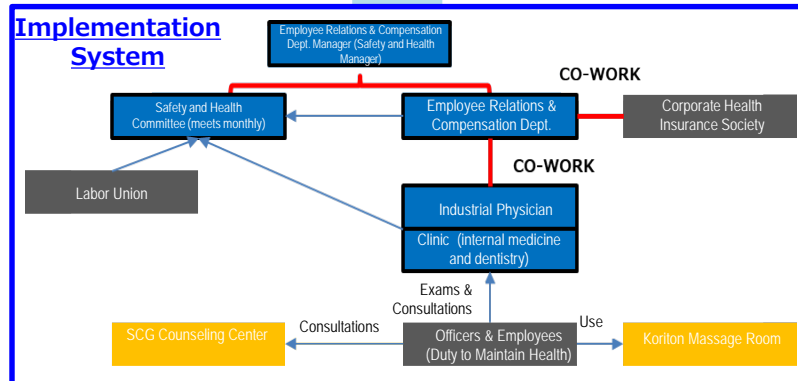 Implementation
System
Employee Relations & Compensation
Dept. Manager (Safety and Health
Manager)
CO-WORK
Safety and Health
Committee (meets monthly)
Employee Relations &
Compensation Dept.
Corporate Health
Insurance Society
CO-WORK
Labor Union
Industrial Physician
Clinic (internal medicine
and dentistry)
Exams &
Consultations
SCG Counseling Center
Consultations
Officers & Employees
(Duty to Maintain Health)
Use
Koriton Massage Room